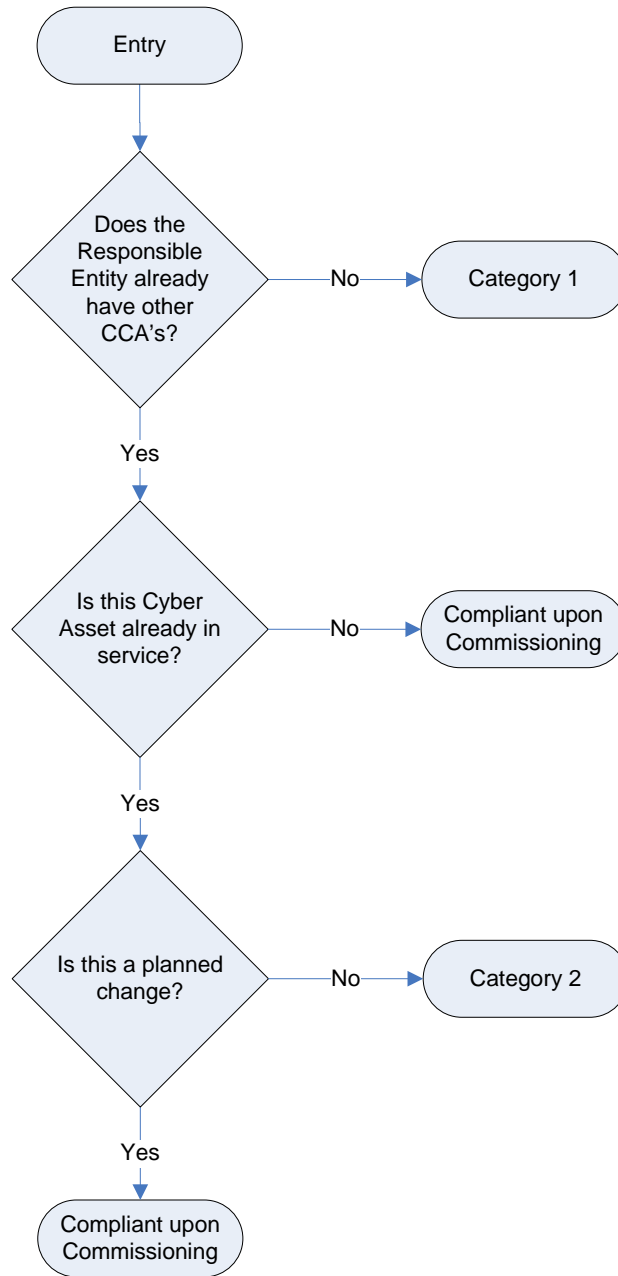 Entry
Does the
Responsible
Entity already
have other
CCA's?
No
Category 1
Yes
Is this Cyber
Asset already in
service?
No
Compliant upon
Commissioning
Yes
Is this a planned
change?
No
Category 2
Yes
Compliant upon
Commissioning